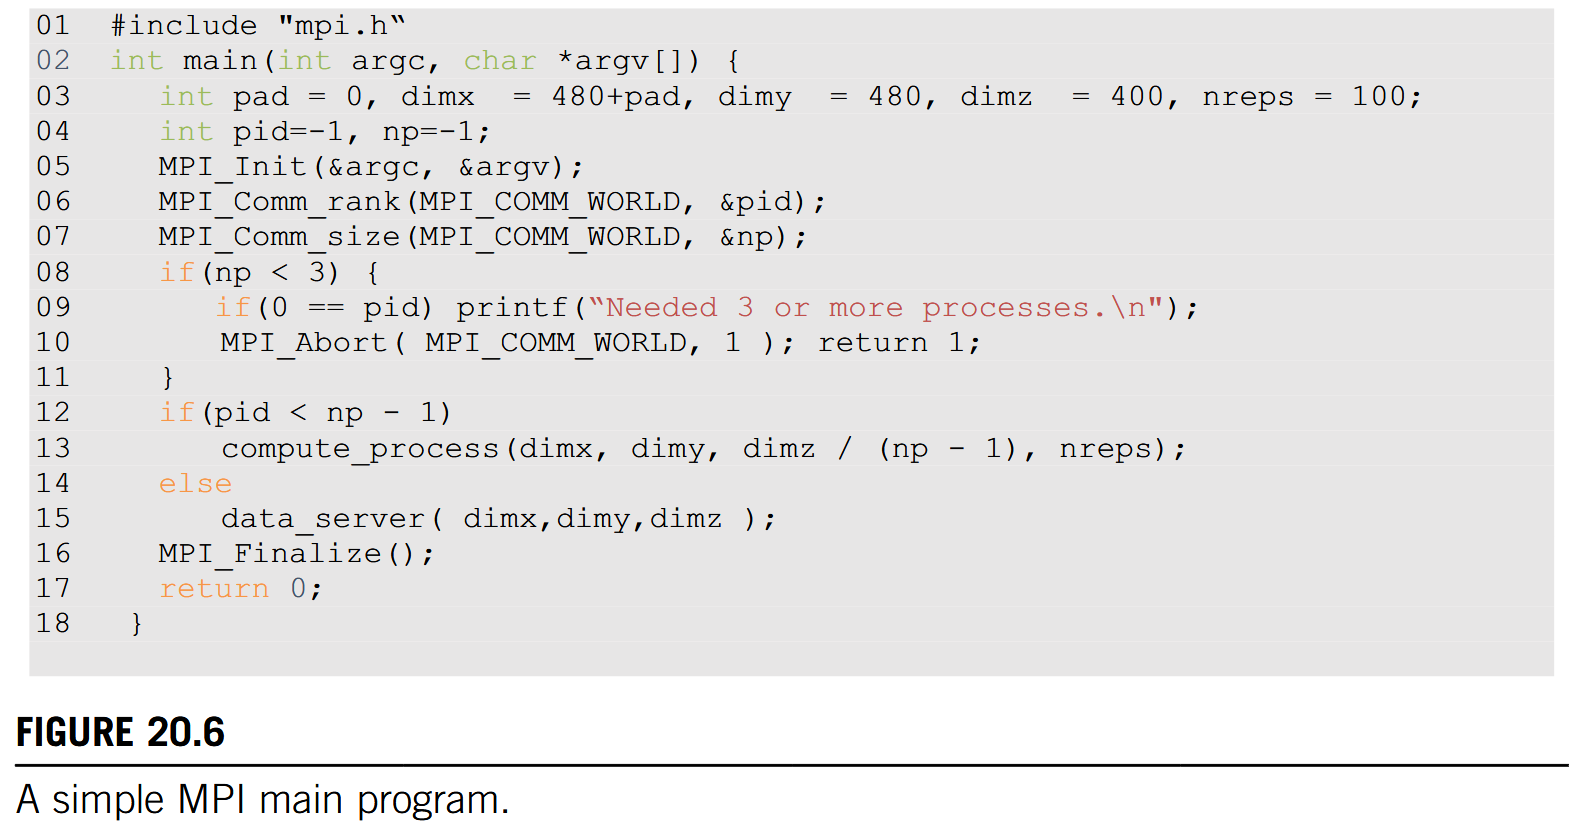 01  #include "mpi.h“
02  int main(int argc, char *argv[]) {
03    int pad = 0, dimx  = 480+pad, dimy  = 480, dimz  = 400, nreps = 100;
04    int pid=-1, np=-1;
05    MPI_Init(&argc, &argv);
06    MPI_Comm_rank(MPI_COMM_WORLD, &pid);
07    MPI_Comm_size(MPI_COMM_WORLD, &np);
08    if(np < 3) {
09      if(0 == pid) printf(“Needed 3 or more processes.\n");
10      MPI_Abort( MPI_COMM_WORLD, 1 ); return 1;
11    }
12    if(pid < np - 1)
13      compute_process(dimx, dimy, dimz / (np - 1), nreps);
14    else
15      data_server( dimx,dimy,dimz );
16    MPI_Finalize();
17    return 0;
18   }
FIGURE 20.6
A simple MPI main program.